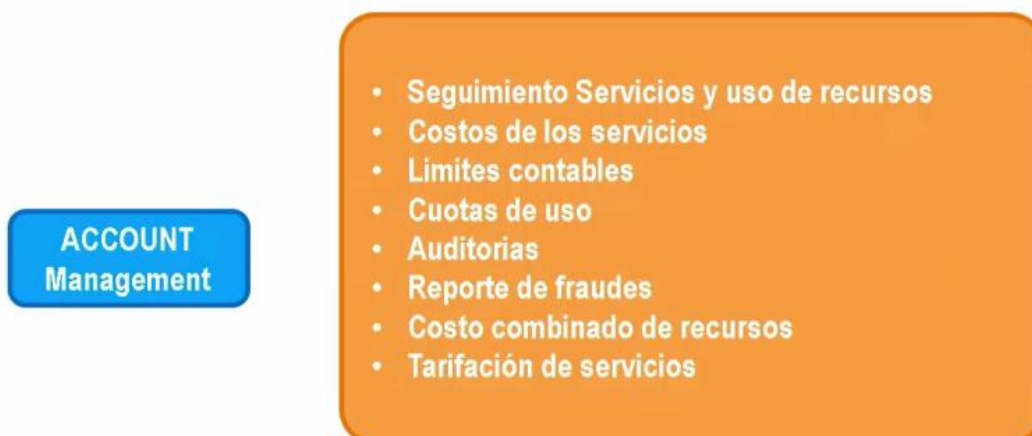 ACCOUNT
Management
• Seguimiento Servicios y uso de recursos
• Costos de los servicios
• Limites contables
• Cuotas de uso
• Auditorias
• Reporte de fraudes
• Costo combinado de recursos
• Tarifación de servicios